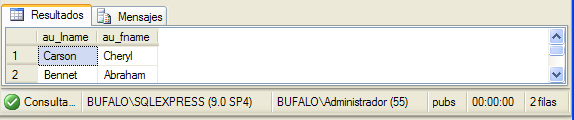 Resultados Mensajes
au_lname au_fname
1 Carson Cheryl
2 Bennet Abraham
Consulta... BUFALO\SQLEXPRESS (9.0 SP4) BUFALO\Administrador (55) pubs 00:00:00 2 filas